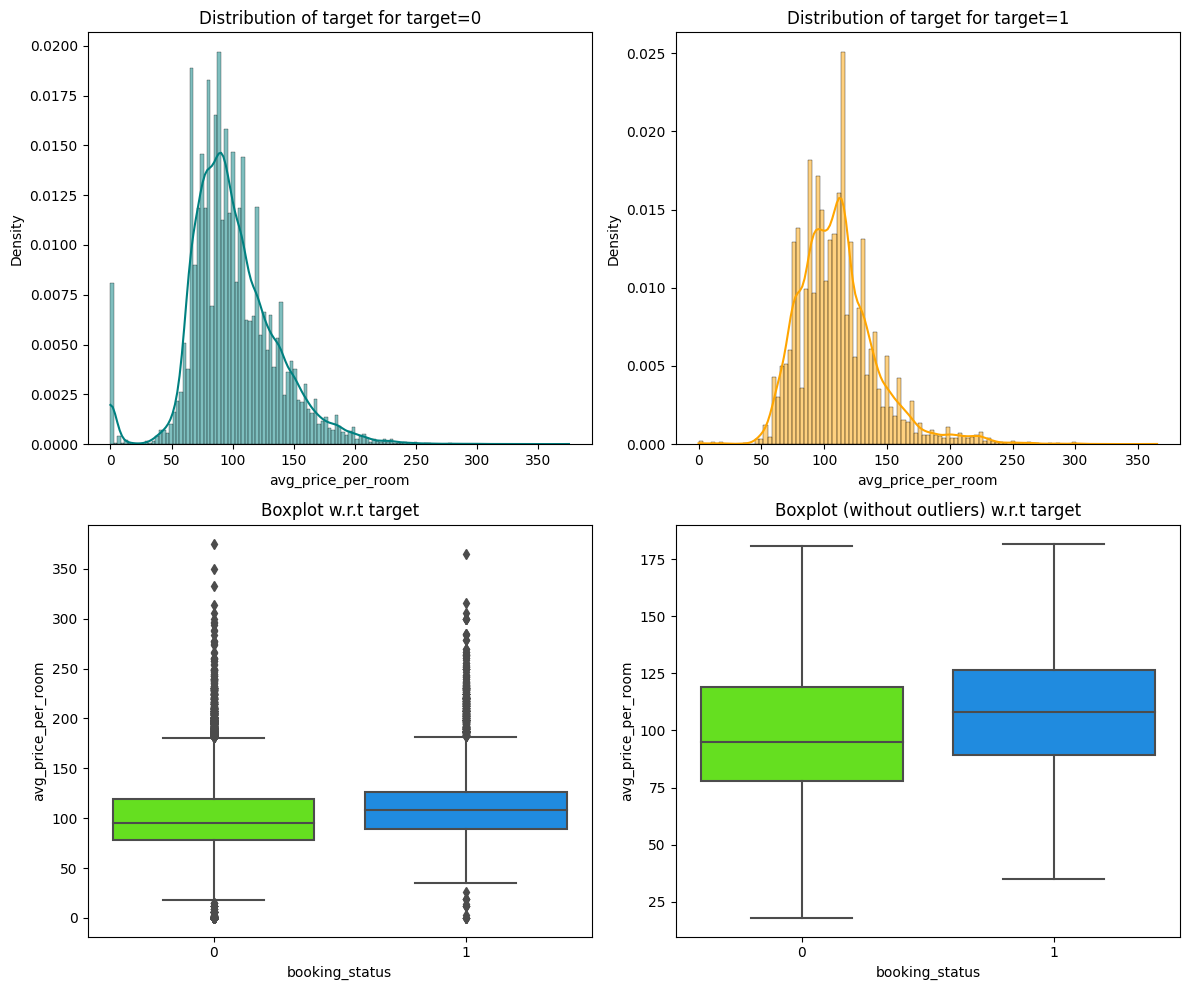 Distribution of target for target=0
0.0200
0.0175
0.0150
0.0125
0.0100
0.0075
0.0050
0.0025
0.0000
Density
0 50 100 150 200 250 300 350
avg_price_per_room
Distribution of target for target=1
0.025
0.020
0.015
0.010
0.005
0.000
Density
0 50 100 150 200 250 300 350
avg_price_per_room
Boxplot w.r.t target
350
300
250
200
150
100
50
0
avg_price_per_room
0 1
booking_status
Boxplot (without outliers) w.r.t target
175
150
125
100
75
50
25
avg_price_per_room
0 1
booking_status